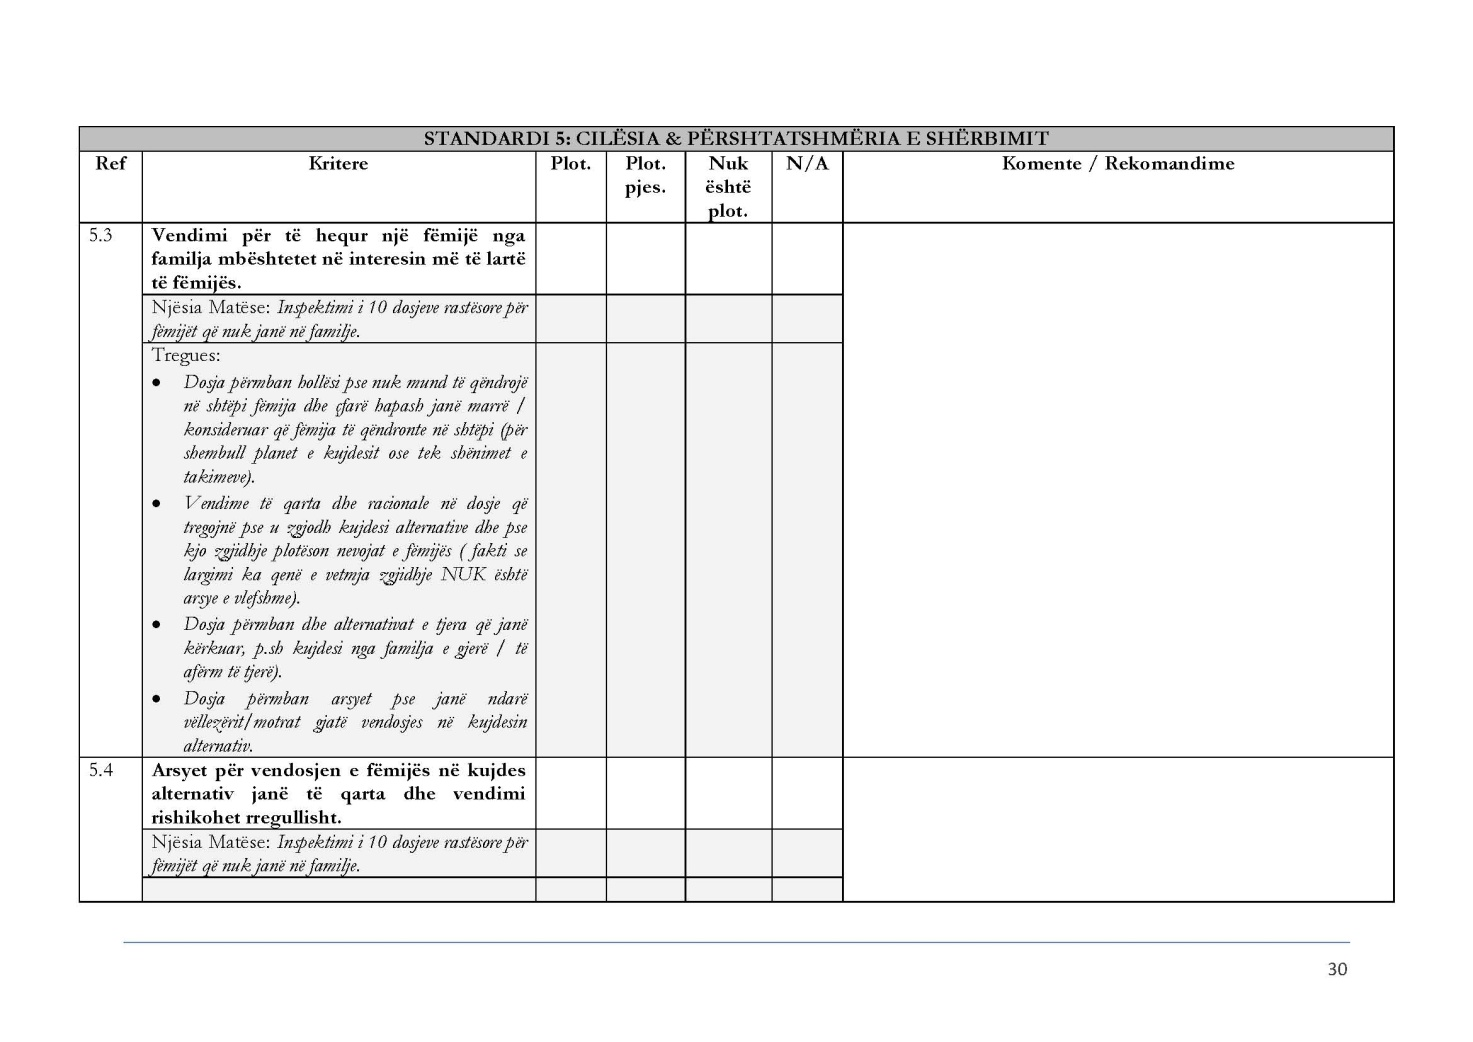 STANDARDI 5: CILËSIA & PËRSHTATSHMËRIA E SHËRBIMIT
Ref Kritere Plot. Plot. pjes. Nuk është plot. N/A Komente / Rekomandime
5.3 Vendimi për të hequr një fëmijë nga
familja mbështetet në interesin më të lartë
të fëmijës.
Njësia Matëse: Inspektimi i 10 dosjeve rastësore për
fëmijët që nuk janë në familje.
Tregues:
• Dosja përmban hollësi pse nuk mund të qëndrojë
në shtëpi fëmija dhe çfarë hapash janë marrë /
konsideruar që fëmija të qëndronte në shtëpi (për
shembull planet e kujdesit ose tek shënimet e
takimeve).
• Vendime të qarta dhe racionale në dosje që
tregojnë pse u zgjodh kujdesi alternative dhe pse
kjo zgjidhje plotëson nevojat e fëmijës ( fakti se
largimi ka qenë e vetmja zgjidhje NUK është
arsye e vlefshme).
• Dosja përmban dhe alternativat e tjera që janë
kërkuar, p.sh kujdesi nga familja e gjerë / të
afërm të tjerë).
• Dosja përmban arsyet pse janë ndarë
vëllezërit/motrat gjatë vendosjes në kujdesin
alternativ.
5.4 Arsyet për vendosjen e fëmijës në kujdes
alternativ janë të qarta dhe vendimi
rishikohet rregullisht.
Njësia Matëse: Inspektimi i 10 dosjeve rastësore për
fëmijët që nuk janë në familje.
30